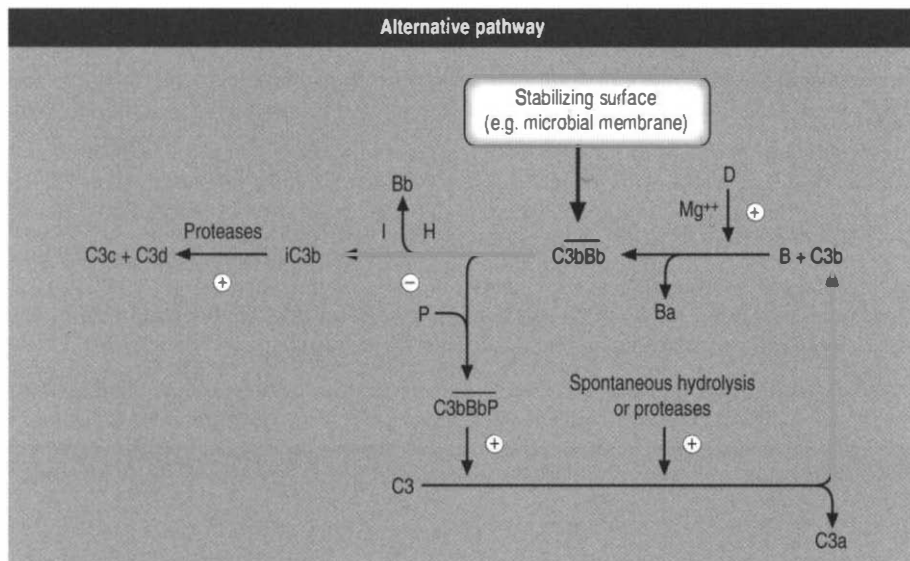 Alternative pathway
Stabilizing surface
(e.g. microbial membrane)
D
Mg++
+
Bb
I H
Proteases
C3c + C3d
+
iC3b
−
C3bBb
B + C3b
Ba
P
C3bBbP
+
Spontaneous hydrolysis
or proteases
+
C3
C3a